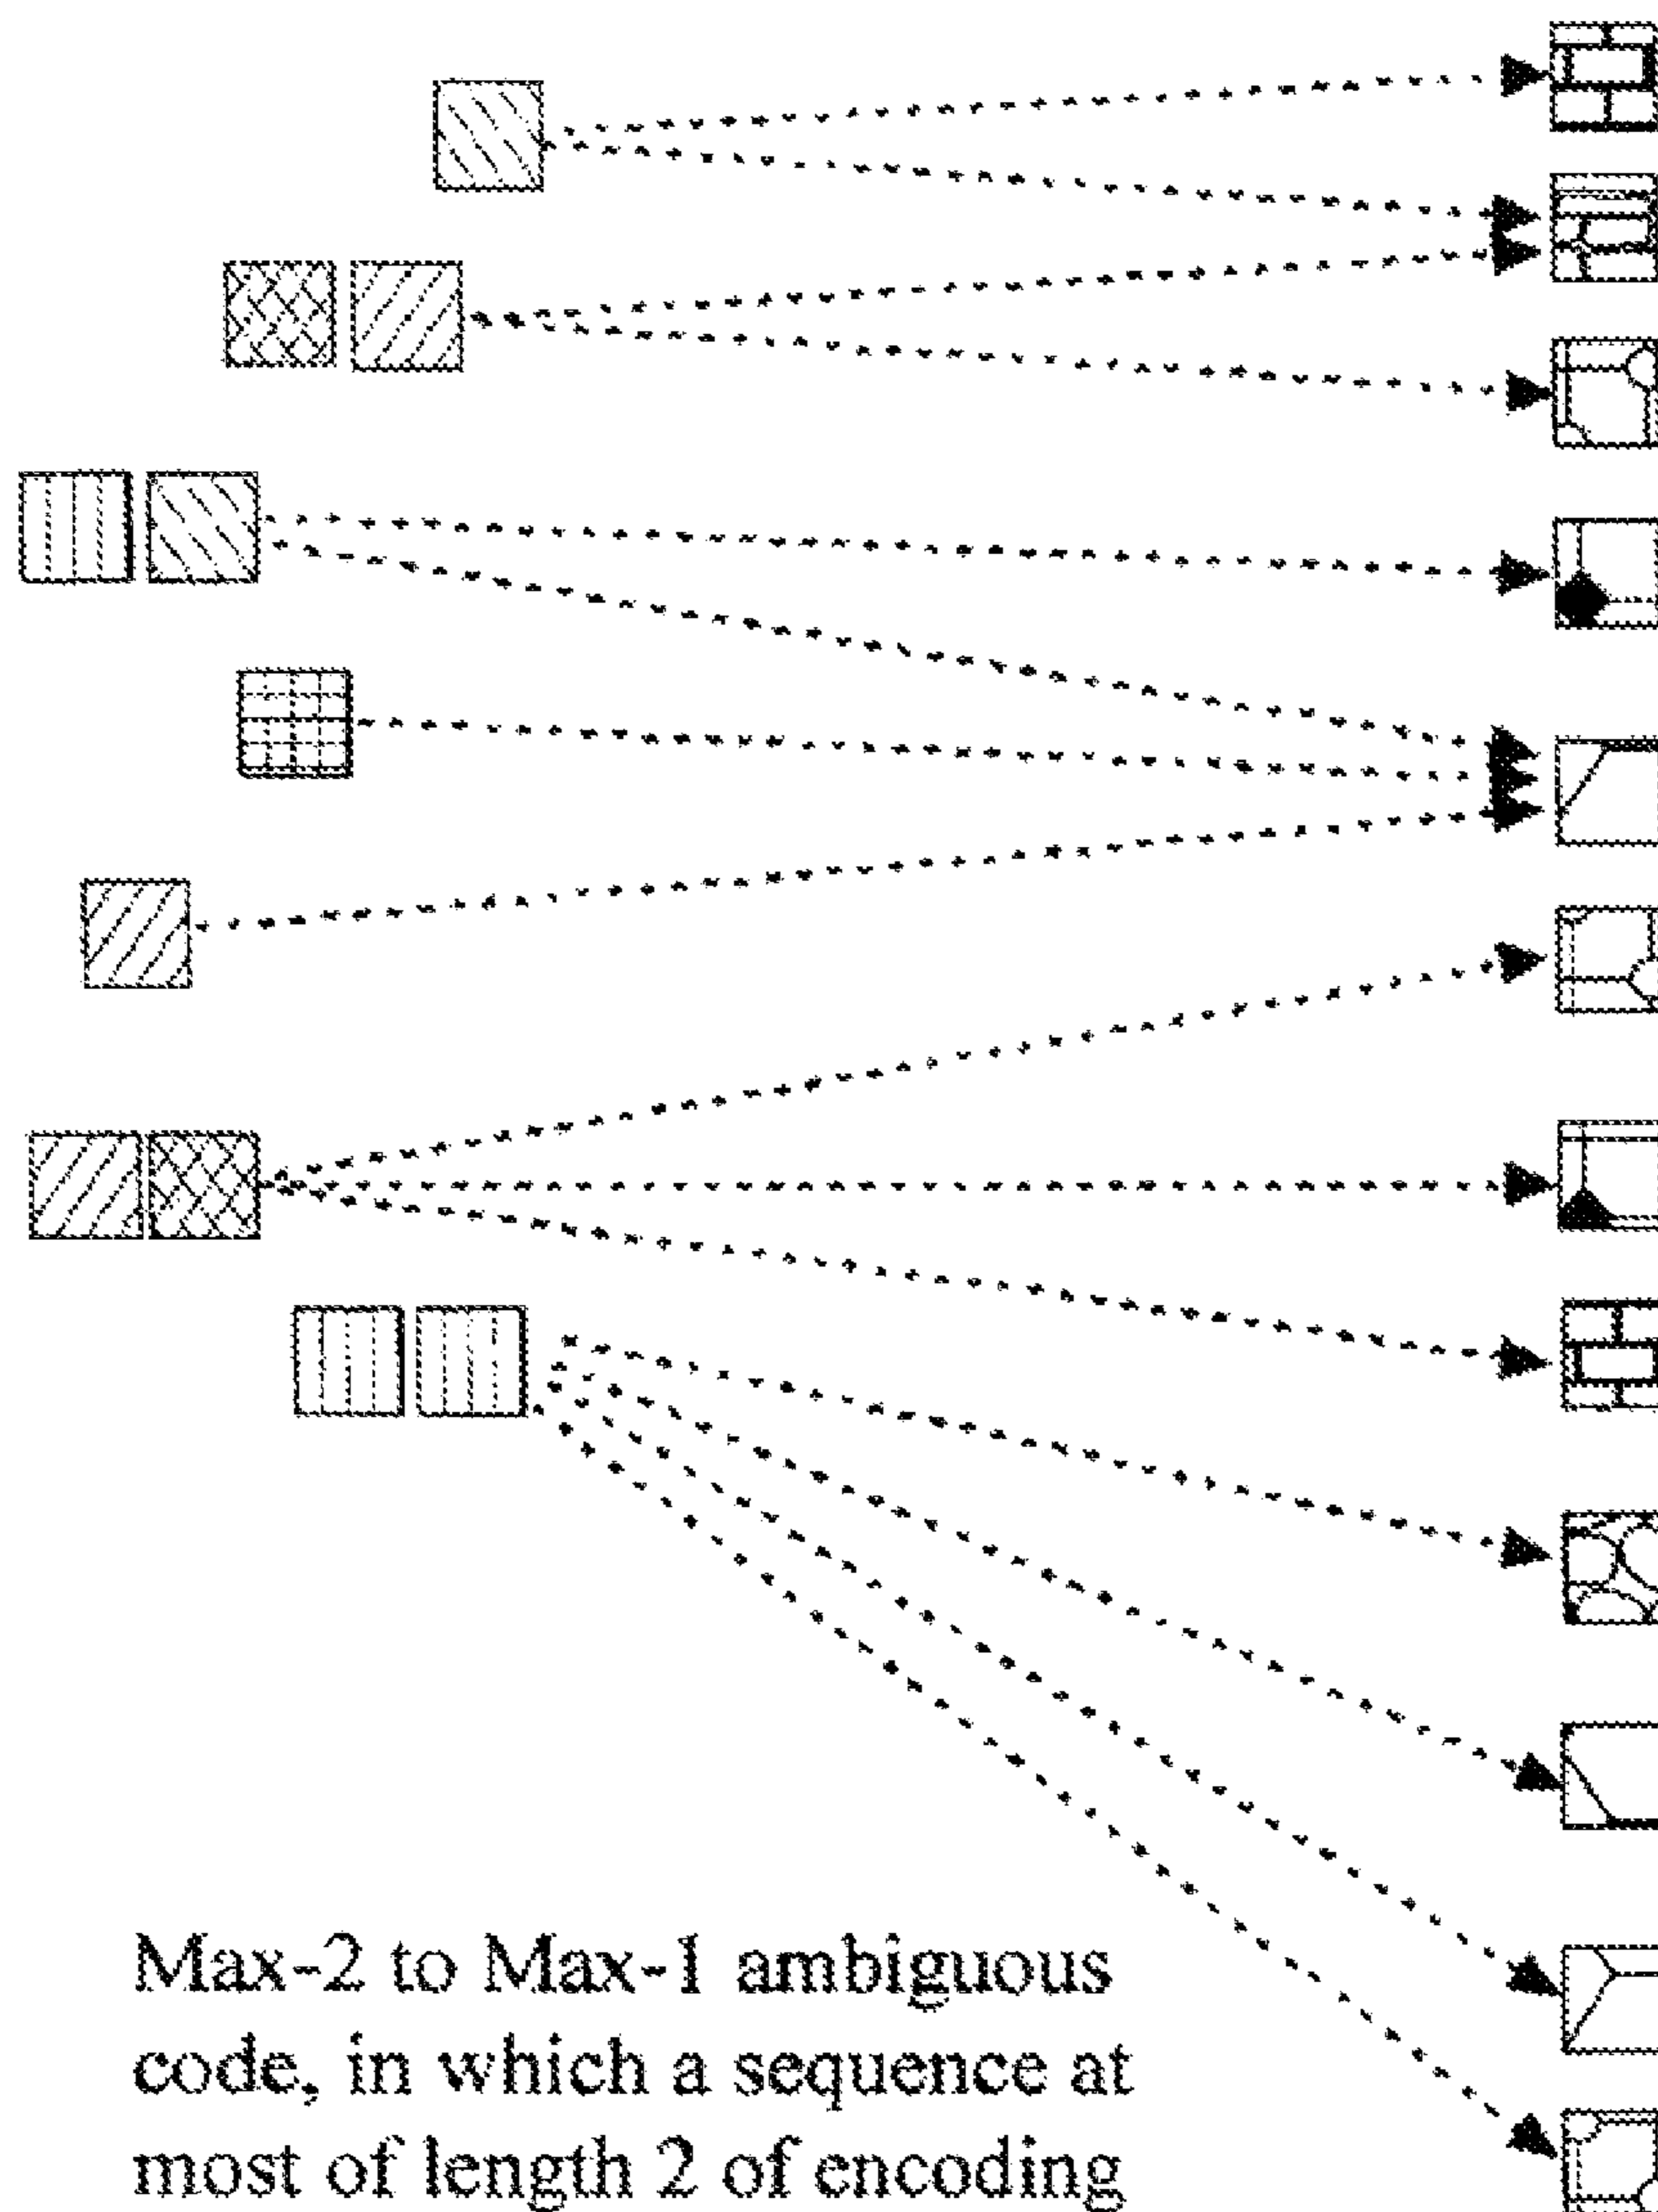 Max-2 to Max-1 ambiguous
code, in which a sequence at
most of length 2 of encoding